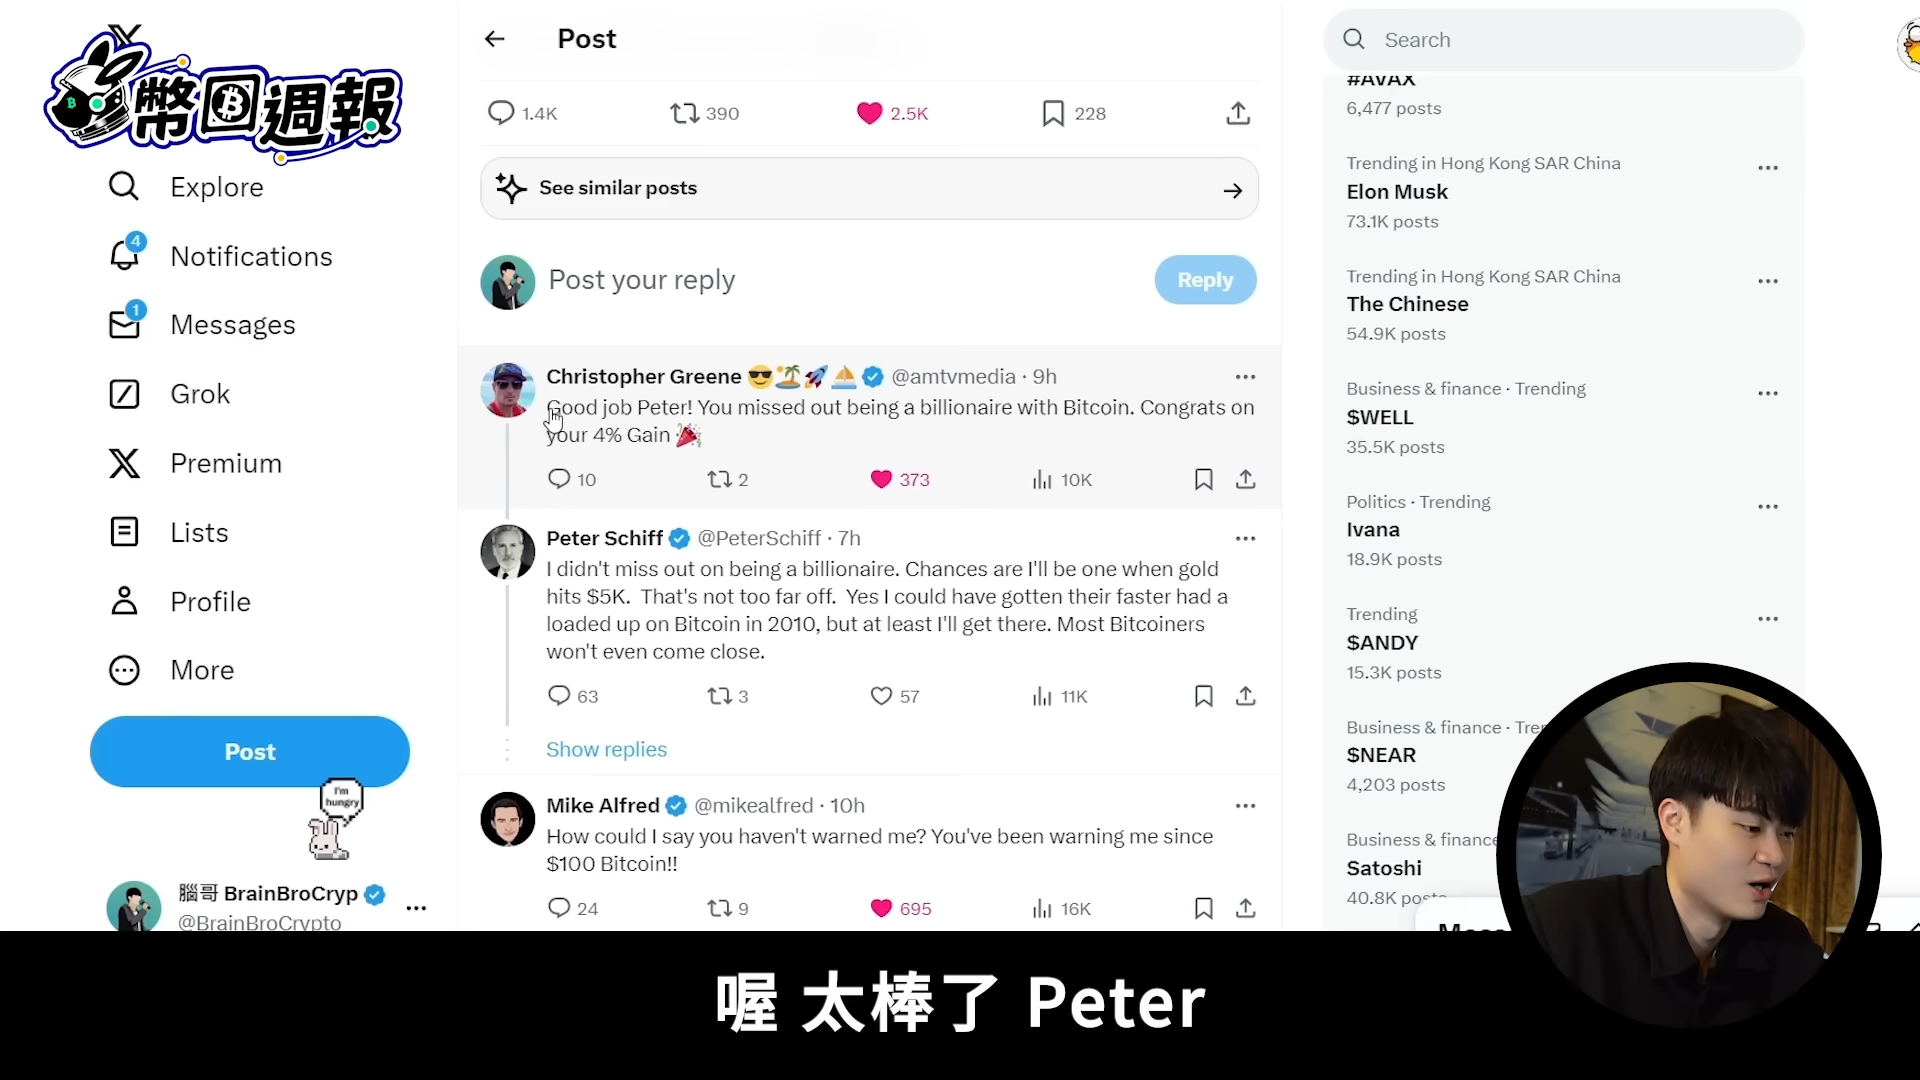 幣圈週報
Explore
4
Notifications
1
Messages
Grok
Premium
Lists
Profile
More
Post
I'm
hungry
腦哥 BrainBroCryp
@BrainBroCrypto
Post
1.4K
390
2.5K
228
See similar posts
Post your reply
Reply
Christopher Greene @amtvmedia · 9h
Good job Peter! You missed out being a billionaire with Bitcoin. Congrats on
your 4% Gain
10
2
373
10K
Peter Schiff @PeterSchiff · 7h
I didn't miss out on being a billionaire. Chances are I'll be one when gold
hits $5K. That's not too far off. Yes I could have gotten their faster had a
loaded up on Bitcoin in 2010, but at least I'll get there. Most Bitcoiners
won't even come close.
63
3
57
11K
Show replies
Mike Alfred @mikealfred · 10h
How could I say you haven't warned me? You've been warning me since
$100 Bitcoin!!
24
9
695
16K
Search
#AVAX
6,477 posts
Trending in Hong Kong SAR China
Elon Musk
73.1K posts
Trending in Hong Kong SAR China
The Chinese
54.9K posts
Business & finance · Trending
$WELL
35.5K posts
Politics · Trending
Ivana
18.9K posts
Trending
$ANDY
15.3K posts
Business & finance · Tre
$NEAR
4,203 posts
Business & finance
Satoshi
40.8K posts
喔 太棒了 Peter